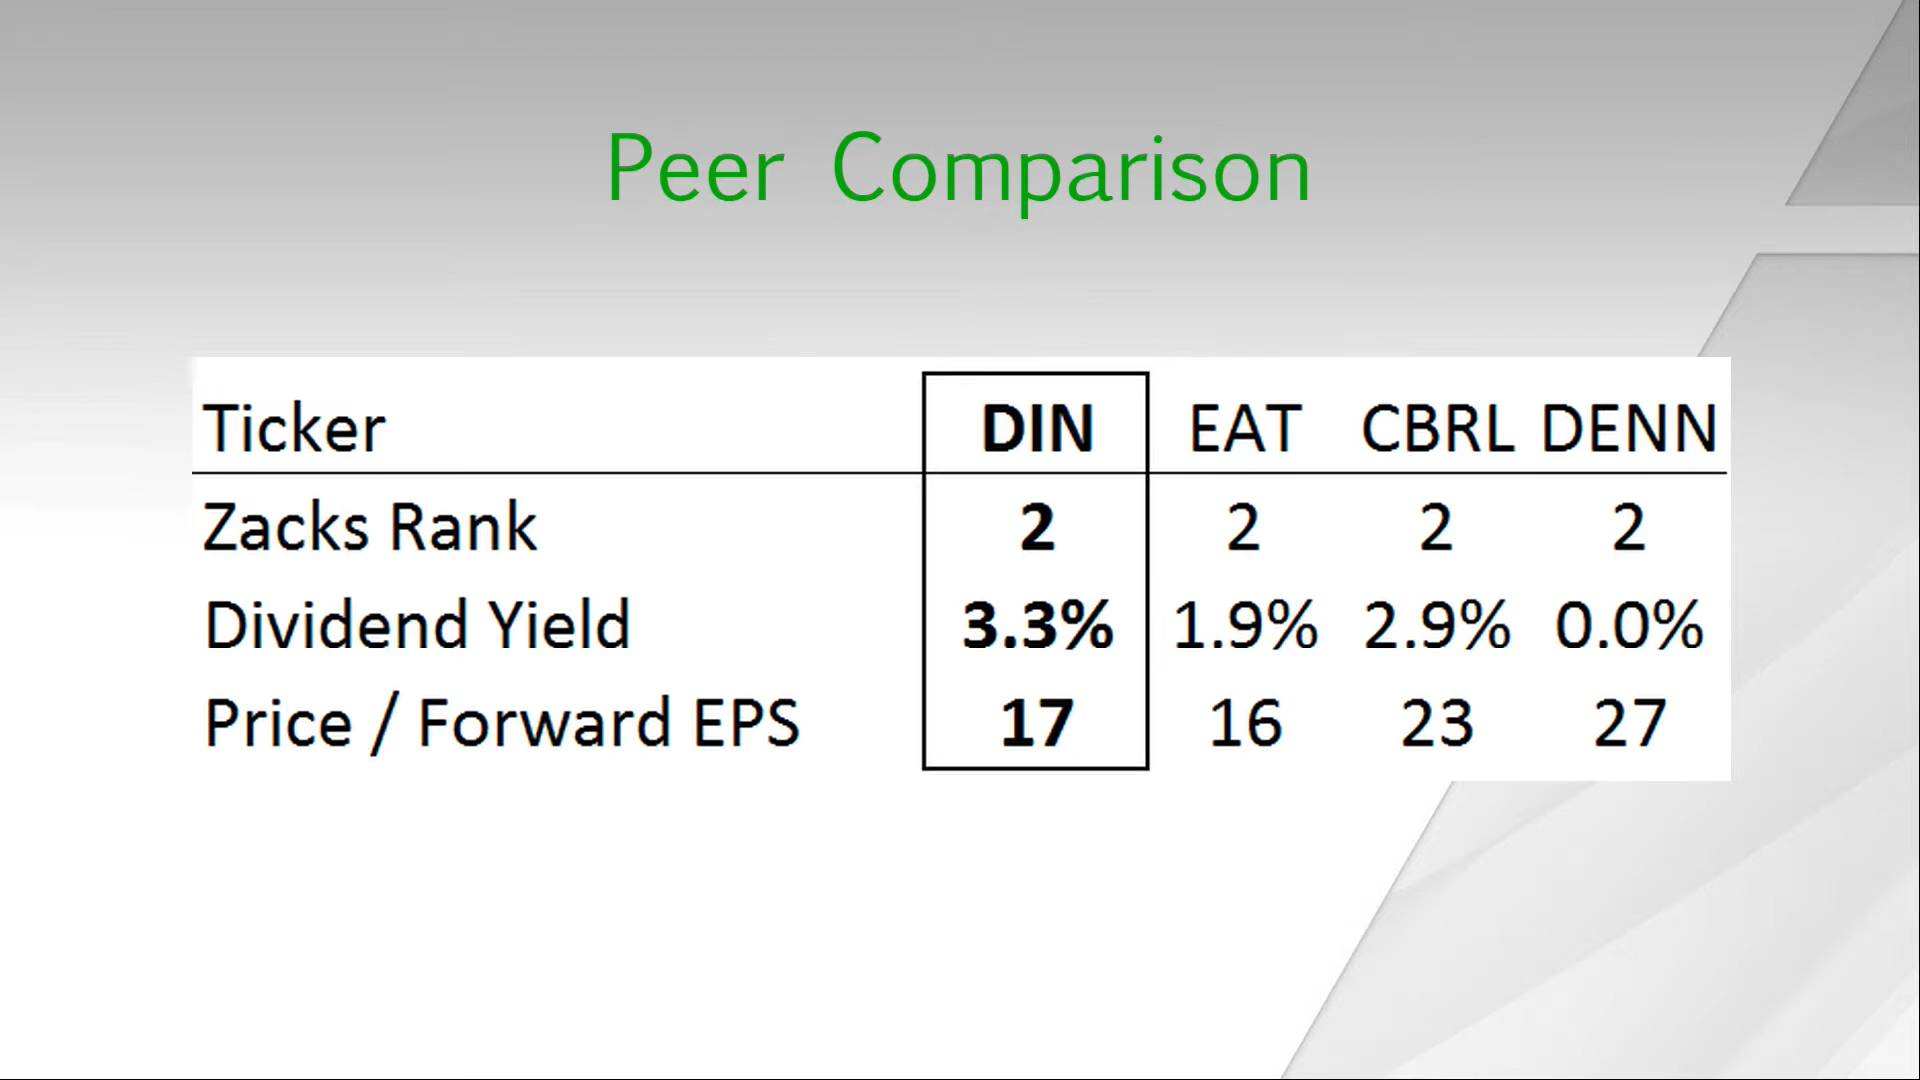 Peer Comparison
Ticker DIN EAT CBRL DENN
Zacks Rank 2 2 2 2
Dividend Yield 3.3% 1.9% 2.9% 0.0%
Price / Forward EPS 17 16 23 27